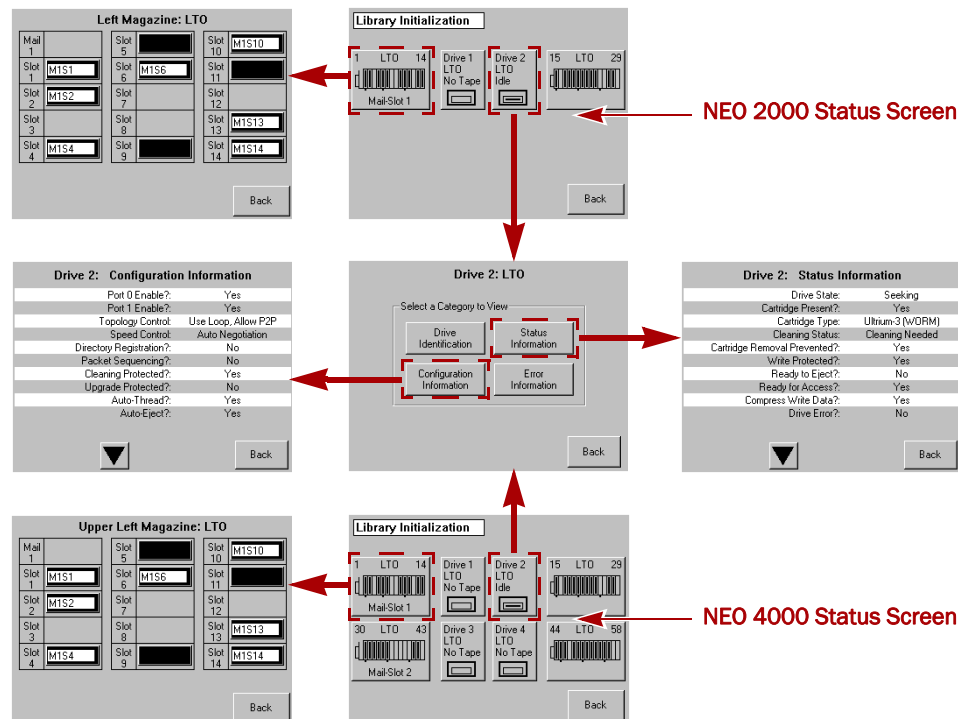 Left Magazine: LTO
Mail 1
Slot 1 M1S1
Slot 2 M1S2
Slot 3
Slot 4 M1S4
Slot 5
Slot 6 M1S6
Slot 7
Slot 8
Slot 9
Slot 10 M1S10
Slot 11
Slot 12
Slot 13 M1S13
Slot 14 M1S14
Back
Library Initialization
1 LTO 14
Mail-Slot 1
Drive 1
LTO
No Tape
Drive 2
LTO
Idle
15 LTO 29
Back
NEO 2000 Status Screen
Drive 2: Configuration Information
Port 0 Enable?: Yes
Port 1 Enable?: Yes
Topology Control: Use Loop, Allow P2P
Speed Control: Auto Negotiation
Directory Registration?: No
Packet Sequencing?: No
Cleaning Protected?: Yes
Upgrade Protected?: No
Auto-Thread?: Yes
Auto-Eject?: Yes
Back
Drive 2: LTO
Select a Category to View
Drive
Identification
Status
Information
Configuration
Information
Error
Information
Back
Drive 2: Status Information
Drive State: Seeking
Cartridge Present?: Yes
Cartridge Type: Ultrium-3 (WORM)
Cleaning Status: Cleaning Needed
Cartridge Removal Prevented?: Yes
Write Protected?: Yes
Ready to Eject?: No
Ready for Access?: Yes
Compress Write Data?: Yes
Drive Error?: No
Back
Upper Left Magazine: LTO
Mail 1
Slot 1 M1S1
Slot 2 M1S2
Slot 3
Slot 4 M1S4
Slot 5
Slot 6 M1S6
Slot 7
Slot 8
Slot 9
Slot 10 M1S10
Slot 11
Slot 12
Slot 13 M1S13
Slot 14 M1S14
Back
Library Initialization
1 LTO 14
Mail-Slot 1
Drive 1
LTO
No Tape
Drive 2
LTO
Idle
15 LTO 29
30 LTO 43
Mail-Slot 2
Drive 3
LTO
No Tape
Drive 4
LTO
No Tape
44 LTO 58
Back
NEO 4000 Status Screen